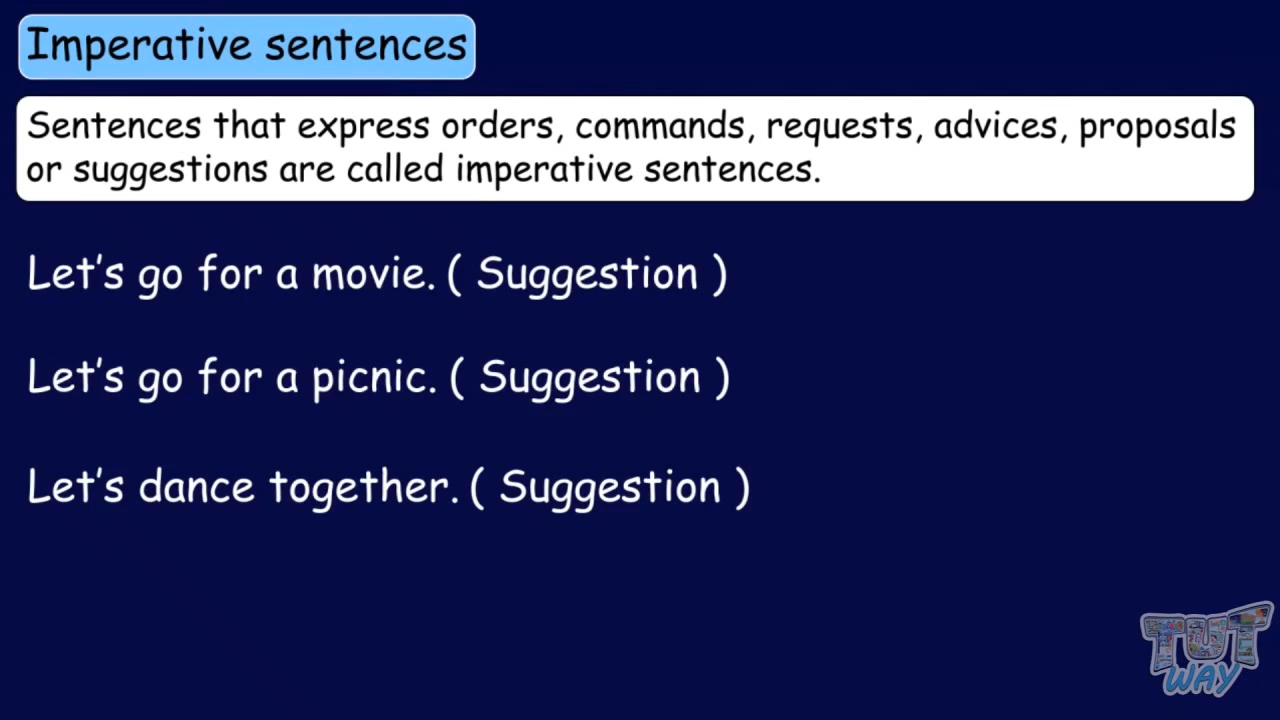 Imperative sentences
Sentences that express orders, commands, requests, advices, proposals
or suggestions are called imperative sentences.
Let's go for a movie. ( Suggestion )
Let's go for a picnic. ( Suggestion )
Let's dance together. ( Suggestion )
TUT
WAY